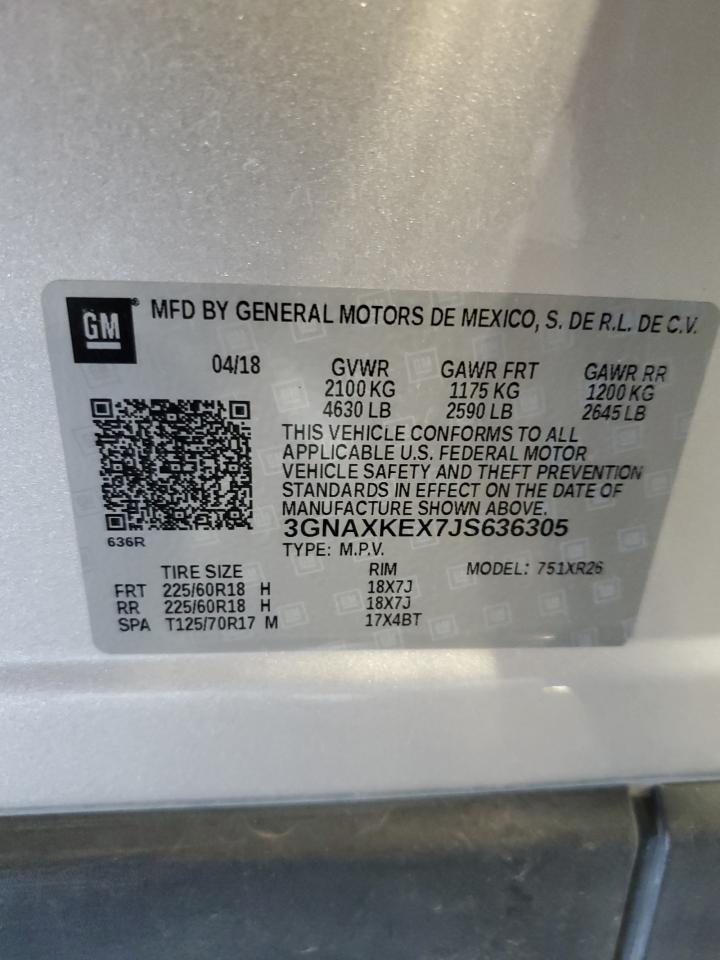 GM® MFD BY GENERAL MOTORS DE MEXICO, S. DE R.L. DE C.V.
04/18 GVWR GAWR FRT GAWR RR
2100 KG 1175 KG 1200 KG
4630 LB 2590 LB 2645 LB
THIS VEHICLE CONFORMS TO ALL
APPLICABLE U.S. FEDERAL MOTOR
VEHICLE SAFETY AND THEFT PREVENTION
STANDARDS IN EFFECT ON THE DATE OF
MANUFACTURE SHOWN ABOVE.
3GNAXKEX7JS636305
636R TYPE: M.P.V.
TIRE SIZE RIM MODEL: 751XR26
FRT 225/60R18 H 18X7J
RR 225/60R18 H 18X7J
SPA T125/70R17 M 17X4BT